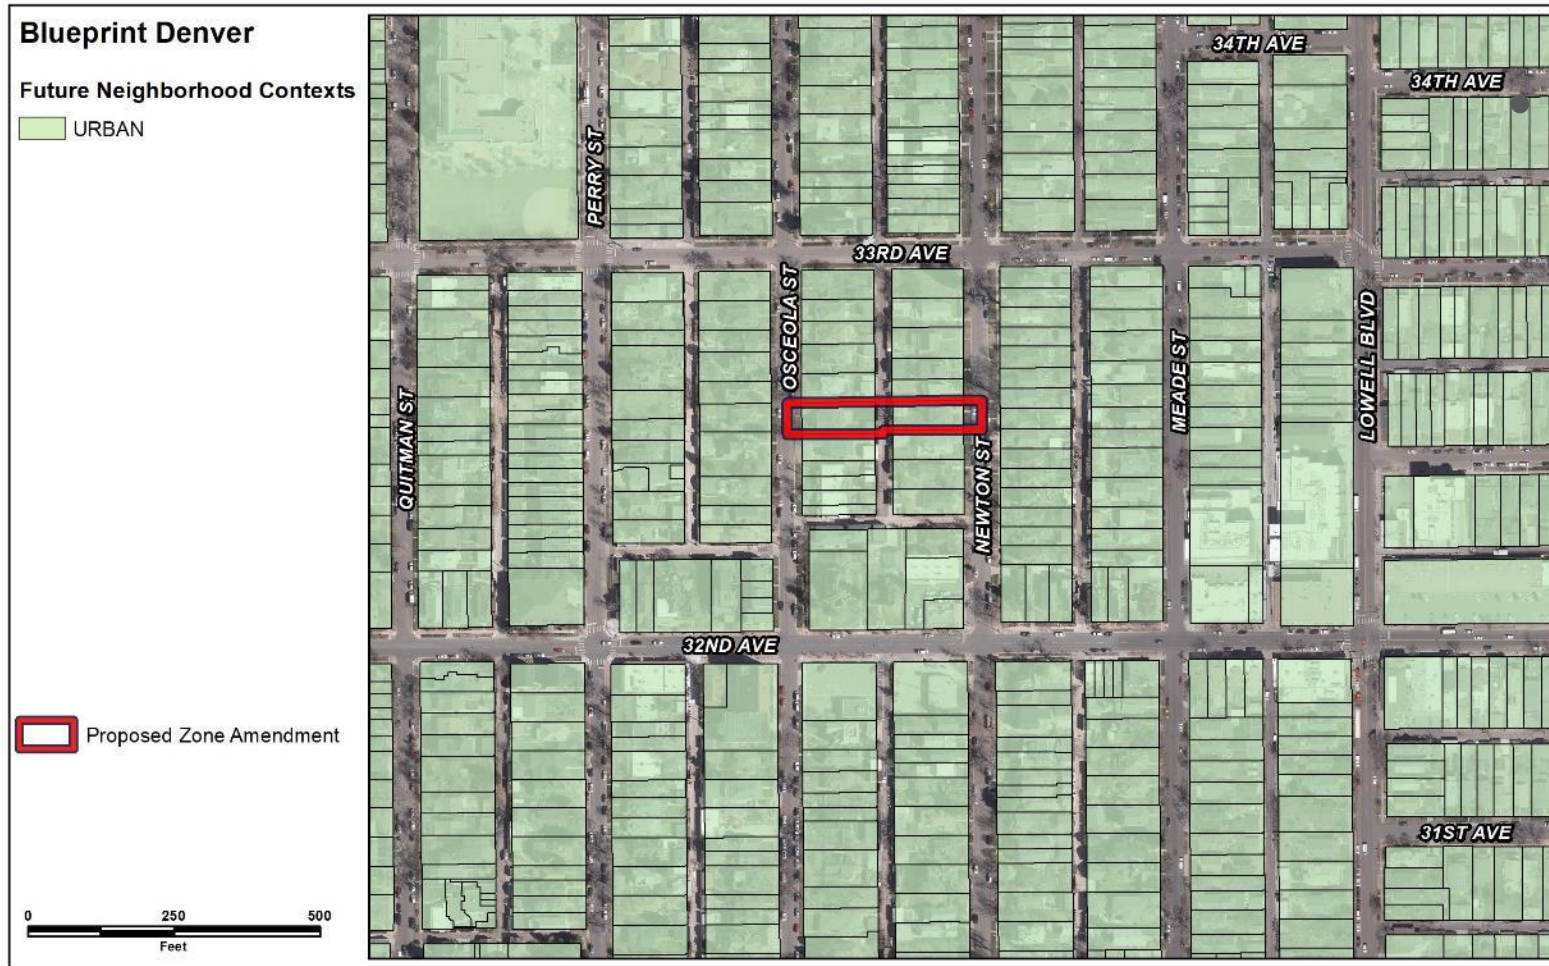 Blueprint Denver
Future Neighborhood Contexts
URBAN
Proposed Zone Amendment
0 250 500
Feet
34TH AVE
34TH AVE
PERRY ST
33RD AVE
OSCEOLA ST
LOWELL BLVD
MEADE ST
QUITMAN ST
NEWTON ST
32ND AVE
31ST AVE